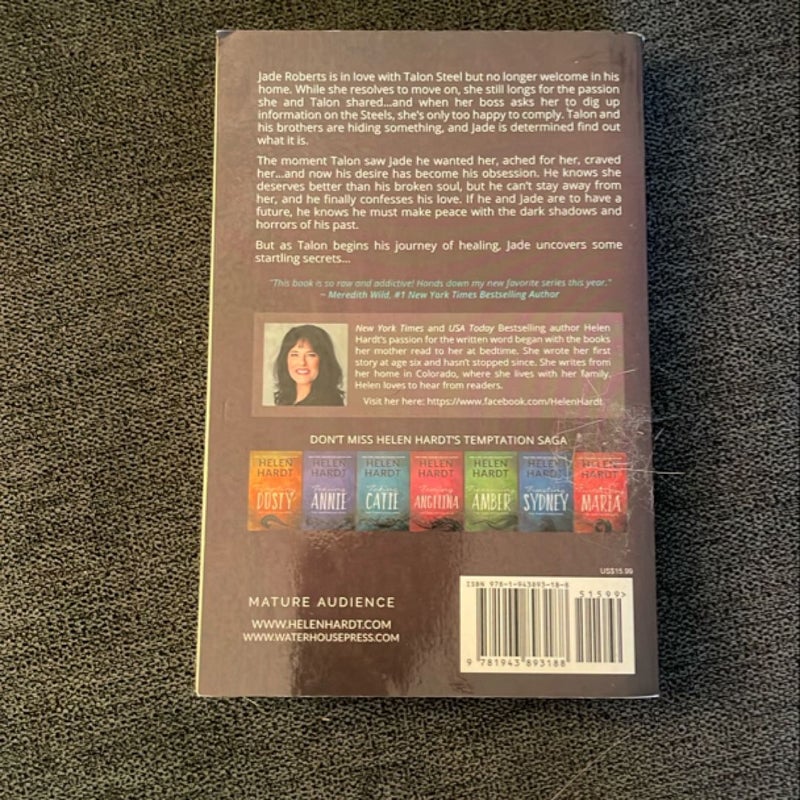 Jade Roberts is in love with Talon Steel but no longer welcome in his
home. While she resolves to move on, she still longs for the passion
she and Talon shared...and when her boss asks her to dig up
information on the Steels, she's only too happy to comply. Talon and
his brothers are hiding something, and Jade is determined find out
what it is.
The moment Talon saw Jade he wanted her, ached for her, craved
her...and now his desire has become his obsession. He knows she
deserves better than his broken soul, but he can't stay away from
her, and he finally confesses his love. If he and Jade are to have a
future, he knows he must make peace with the dark shadows and
horrors of his past.
But as Talon begins his journey of healing, Jade uncovers some
startling secrets...
"This book is so raw and addictive! Hands down my new favorite series this year."
~ Meredith Wild, #1 New York Times Bestselling Author
New York Times and USA Today Bestselling author Helen
Hardt's passion for the written word began with the books
her mother read to her at bedtime. She wrote her first
story at age six and hasn't stopped since. She writes from
her home in Colorado, where she lives with her family.
Helen loves to hear from readers.
Visit her here: https://www.facebook.com/HelenHardt
DON'T MISS HELEN HARDT'S TEMPTATION SAGA
HELEN HARDT DUSTY
HELEN HARDT ANNIE
HELEN HARDT CATIE
HELEN HARDT ANGELINA
HELEN HARDT AMBER
HELEN HARDT SYDNEY
HELEN HARDT MARIA
US$15.99
ISBN 978-1-943893-18-8
51599>
9 781943 893188
MATURE AUDIENCE
WWW.HELENHARDT.COM
WWW.WATERHOUSEPRESS.COM